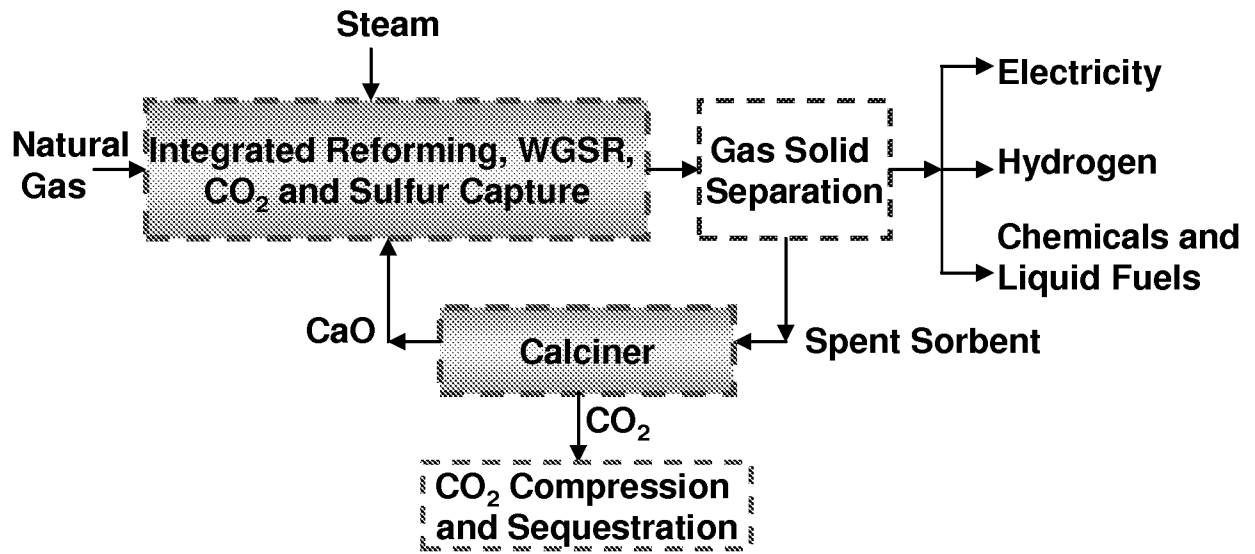 Steam
Natural
Gas
Integrated Reforming, WGSR,
CO₂ and Sulfur Capture
Gas Solid
Separation
Electricity
Hydrogen
Chemicals and
Liquid Fuels
CaO
Calciner
Spent Sorbent
CO₂
CO₂ Compression
and Sequestration